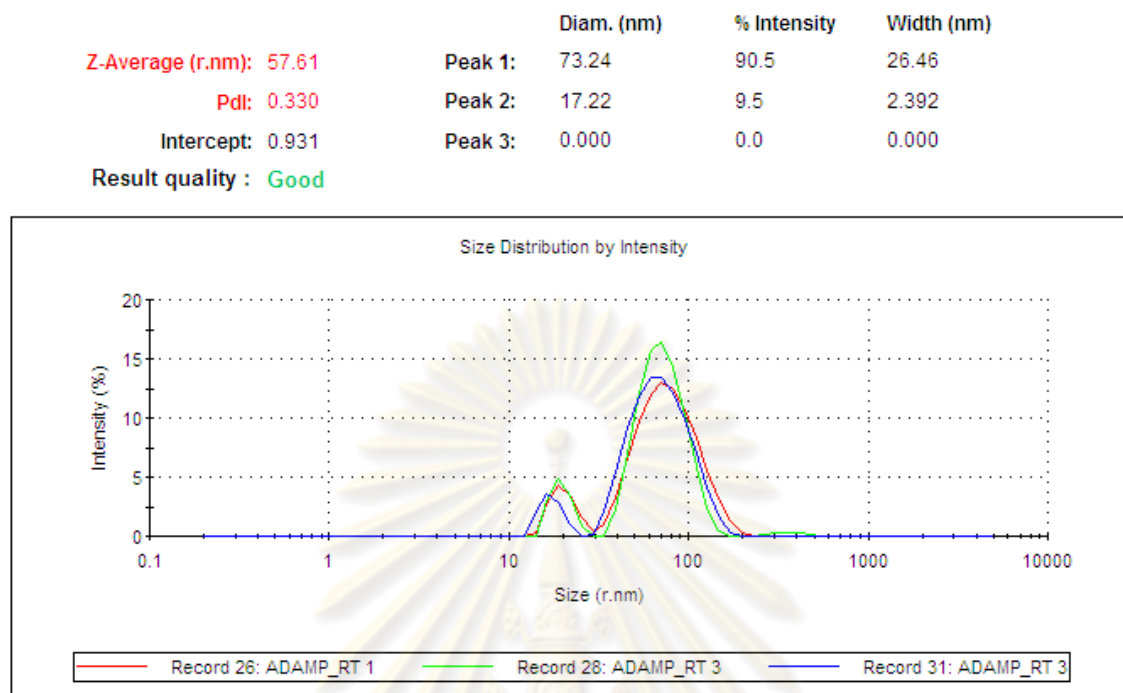 Diam. (nm) % Intensity Width (nm)
Z-Average (r.nm): 57.61 Peak 1: 73.24 90.5 26.46
PdI: 0.330 Peak 2: 17.22 9.5 2.392
Intercept: 0.931 Peak 3: 0.000 0.0 0.000
Result quality : Good
Size Distribution by Intensity
20
15
10
5
0
Intensity (%)
0.1 1 10 100 1000 10000
Size (r.nm)
Record 26: ADAMP_RT 1 Record 28: ADAMP_RT 3 Record 31: ADAMP_RT 3